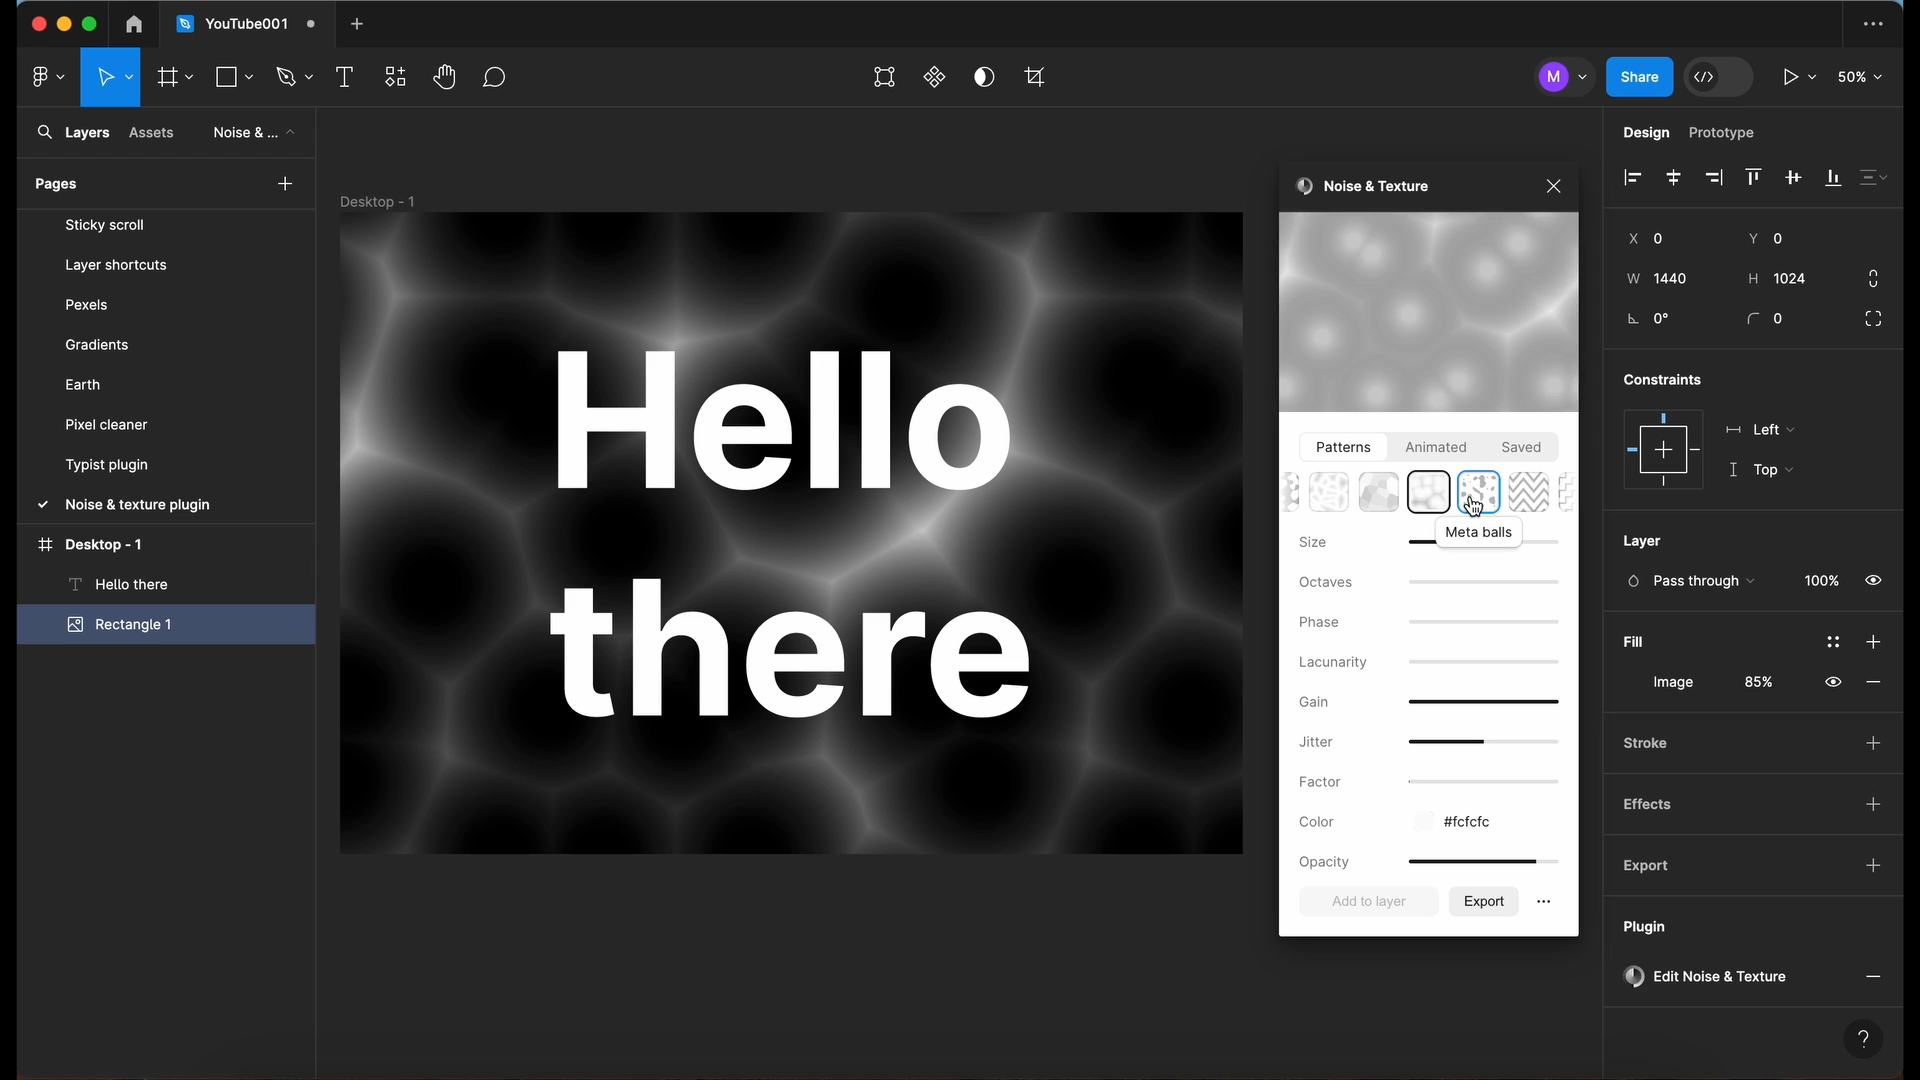 YouTube001
M
Share
50%
Layers
Assets
Noise & ...
Pages
Sticky scroll
Layer shortcuts
Pexels
Gradients
Earth
Pixel cleaner
Typist plugin
Noise & texture plugin
Desktop - 1
Hello there
Rectangle 1
Desktop - 1
Hello
there
Noise & Texture
Patterns
Animated
Saved
Meta balls
Size
Octaves
Phase
Lacunarity
Gain
Jitter
Factor
Color #fcfcfc
Opacity
Add to layer
Export
Design
Prototype
X 0 Y 0
W 1440 H 1024
0° 0
Constraints
Left
Top
Layer
Pass through 100%
Fill
Image 85%
Stroke
Effects
Export
Plugin
Edit Noise & Texture
?